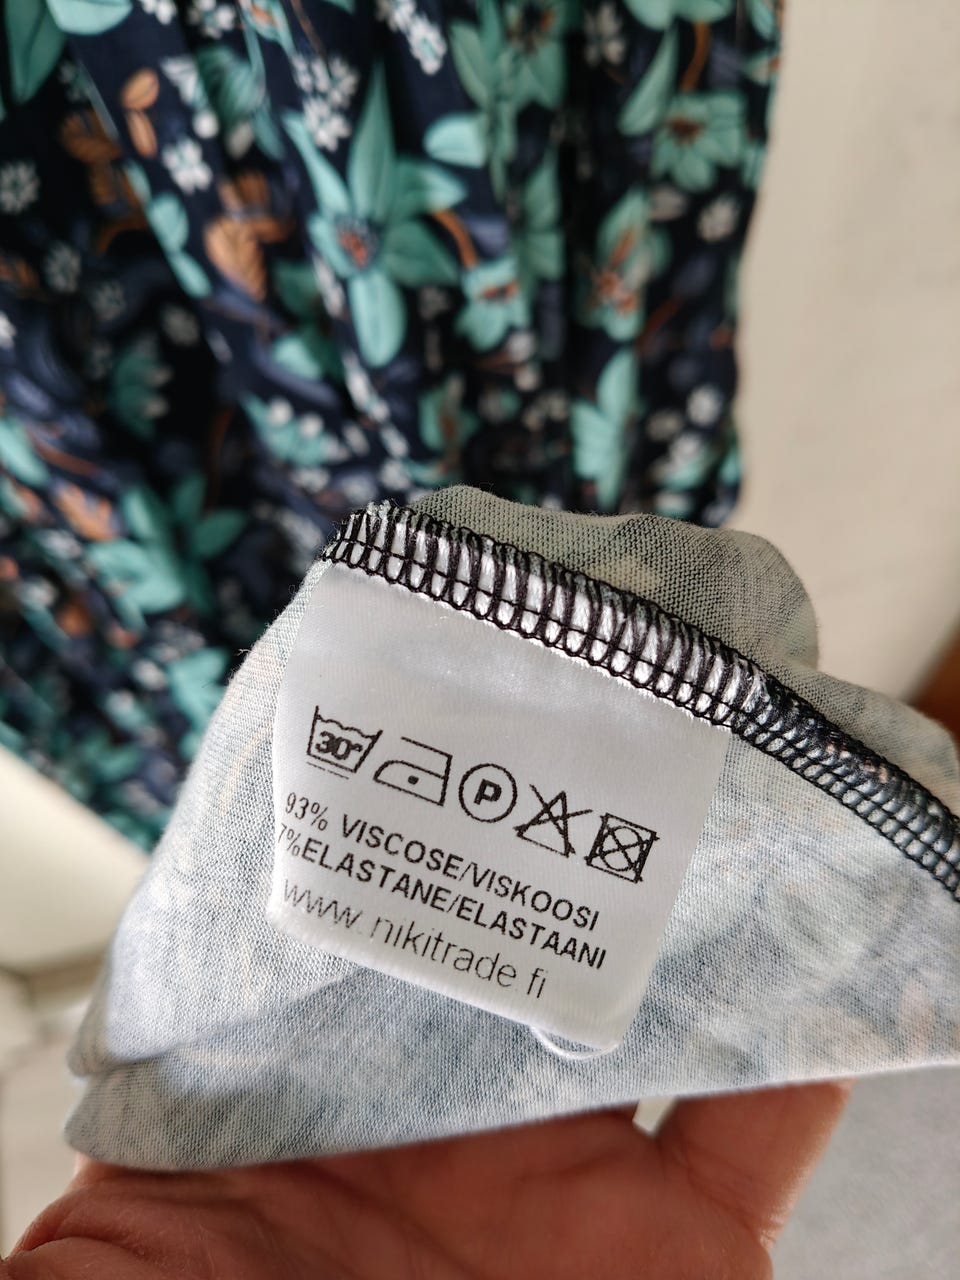 30°
P
93% VISCOSE/VISKOOSI
7%ELASTANE/ELASTAANI
www.nikitrade fi